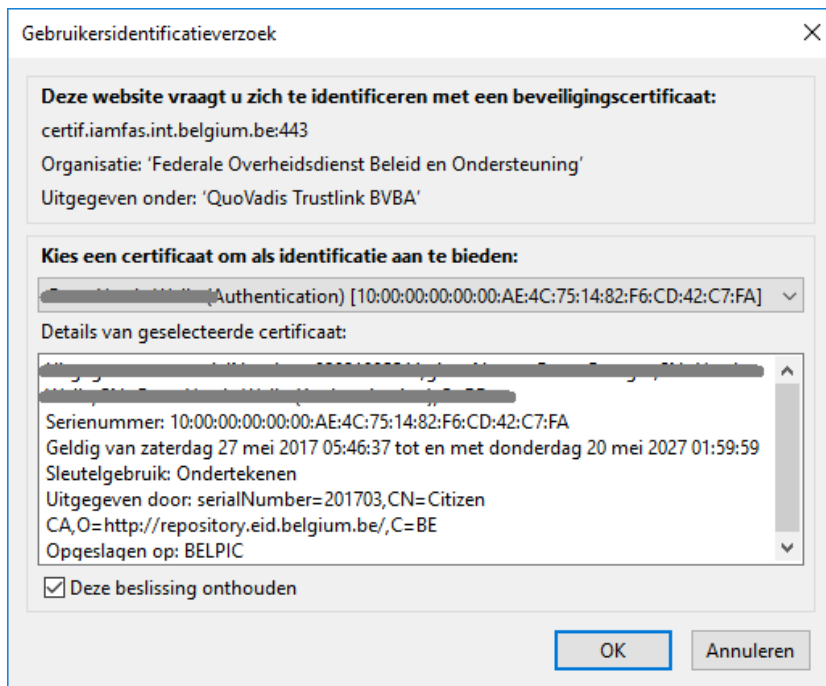 Gebruikersidentificatieverzoek
Deze website vraagt u zich te identificeren met een beveiligingscertificaat:
certif.iamfas.int.belgium.be:443
Organisatie: ‘Federale Overheidsdienst Beleid en Ondersteuning’
Uitgegeven onder: ‘QuoVadis Trustlink BVBA’
Kies een certificaat om als identificatie aan te bieden:
(Authentication) [10:00:00:00:00:00:AE:4C:75:14:82:F6:CD:42:C7:FA]
Details van geselecteerde certificaat:
Serienummer: 10:00:00:00:00:00:AE:4C:75:14:82:F6:CD:42:C7:FA
Geldig van zaterdag 27 mei 2017 05:46:37 tot en met donderdag 20 mei 2027 01:59:59
Sleutelgebruik: Ondertekenen
Uitgegeven door: serialNumber=201703,CN=Citizen
CA,O=http://repository.eid.belgium.be/,C=BE
Opgeslagen op: BELPIC
Deze beslissing onthouden
OK
Annuleren